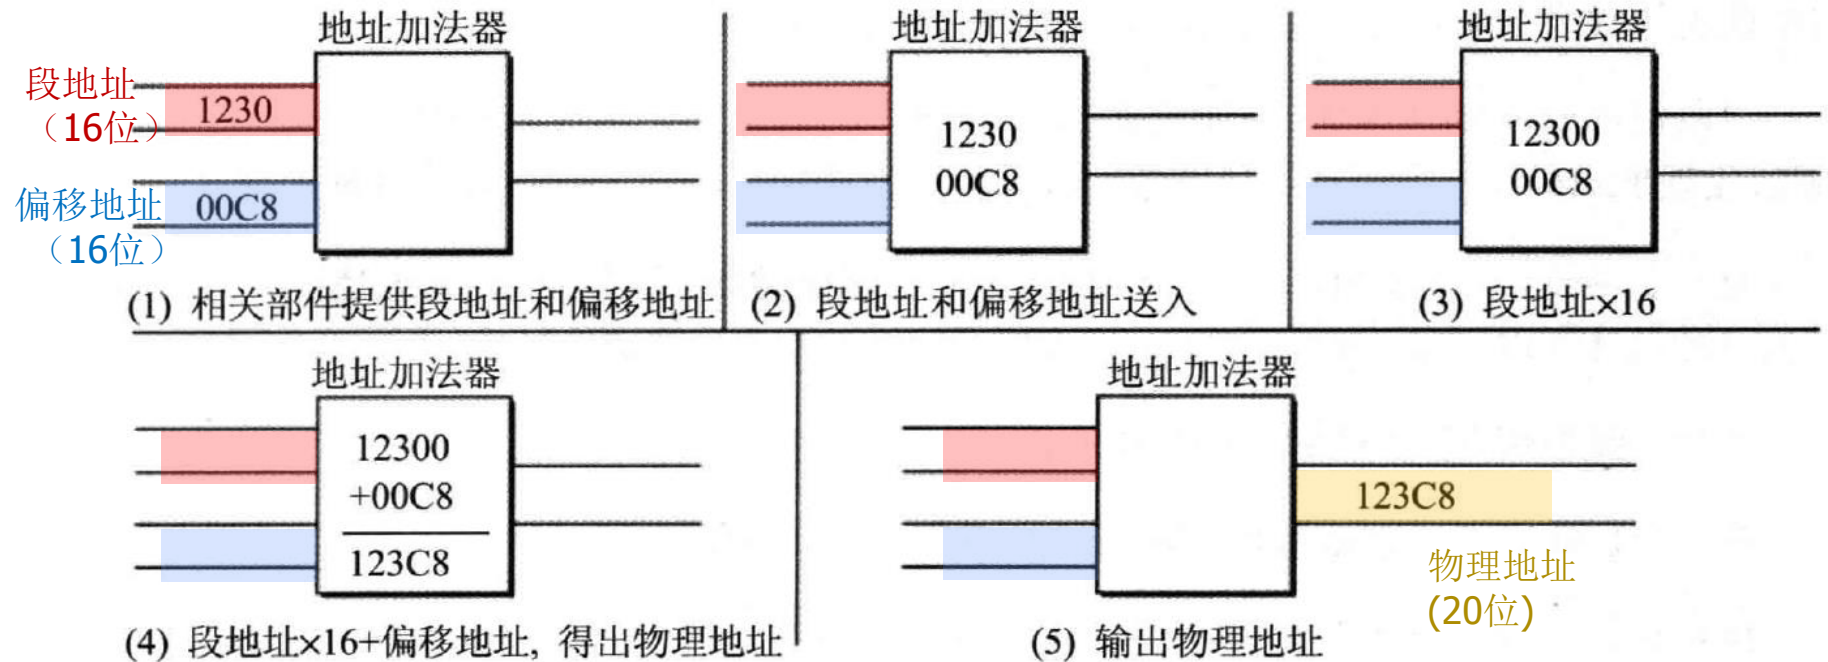 地址加法器
段地址
（16位）
1230
偏移地址
（16位）
00C8
(1) 相关部件提供段地址和偏移地址
地址加法器
1230
00C8
(2) 段地址和偏移地址送入
地址加法器
12300
00C8
(3) 段地址×16
地址加法器
12300
+00C8
123C8
(4) 段地址×16+偏移地址, 得出物理地址
地址加法器
123C8
物理地址
(20位)
(5) 输出物理地址